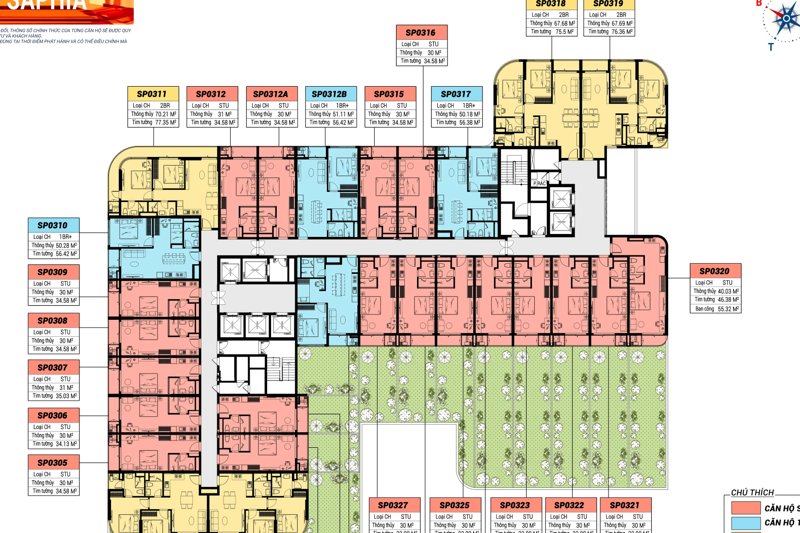 SAPHIA
ĐỔI, THÔNG SỐ CHÍNH THỨC CỦA TỪNG CĂN HỘ SẼ ĐƯỢC QUY
TƯ VÀ KHÁCH HÀNG.
ĐÚNG TẠI THỜI ĐIỂM PHÁT HÀNH VÀ CÓ THỂ ĐIỀU CHỈNH MÀ
B
T
SP0318
Loại CH 2BR
Thông thủy 67.68 M²
Tim tường 75.5 M²
SP0319
Loại CH 2BR
Thông thủy 67.69 M²
Tim tường 76.36 M²
SP0316
Loại CH STU
Thông thủy 30 M²
Tim tường 34.58 M²
SP0311
Loại CH 2BR
Thông thủy 70.21 M²
Tim tường 77.35 M²
SP0312
Loại CH STU
Thông thủy 31 M²
Tim tường 34.58 M²
SP0312A
Loại CH STU
Thông thủy 30 M²
Tim tường 34.58 M²
SP0312B
Loại CH 1BR+
Thông thủy 51.11 M²
Tim tường 56.42 M²
SP0315
Loại CH STU
Thông thủy 30 M²
Tim tường 34.58 M²
SP0317
Loại CH 1BR+
Thông thủy 50.18 M²
Tim tường 56.38 M²
P.RÁC
SP0310
Loại CH 1BR+
Thông thủy 50.28 M²
Tim tường 56.42 M²
SP0309
Loại CH STU
Thông thủy 30 M²
Tim tường 34.58 M²
SP0308
Loại CH STU
Thông thủy 30 M²
Tim tường 34.58 M²
SP0307
Loại CH STU
Thông thủy 31 M²
Tim tường 35.03 M²
SP0306
Loại CH STU
Thông thủy 30 M²
Tim tường 34.13 M²
SP0305
Loại CH STU
Thông thủy 30 M²
Tim tường 34.58 M²
SP0320
Loại CH STU
Thông thủy 40.03 M²
Tim tường 46.38 M²
Ban công 55.32 M²
SP0327
Loại CH STU
Thông thủy 30 M²
SP0325
Loại CH STU
Thông thủy 30 M²
SP0323
Loại CH STU
Thông thủy 30 M²
SP0322
Loại CH STU
Thông thủy 30 M²
SP0321
Loại CH STU
Thông thủy 30 M²
CHÚ THÍCH
CĂN HỘ S
CĂN HỘ 1